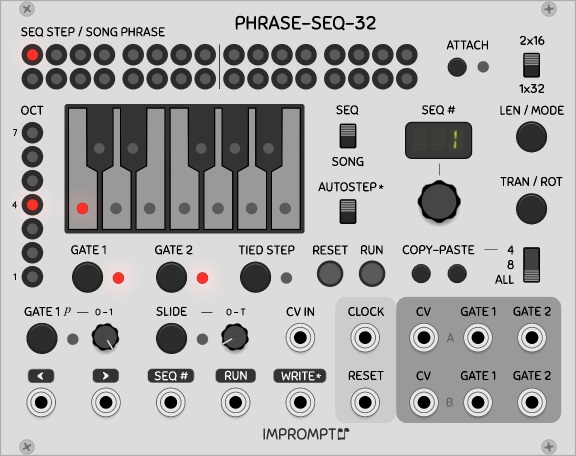 PHRASE-SEQ-32
SEQ STEP / SONG PHRASE
ATTACH
2x16
1x32
OCT
7
4
1
SEQ
SONG
AUTOSTEP*
SEQ #
1
LEN / MODE
TRAN / ROT
GATE 1
GATE 2
TIED STEP
RESET
RUN
COPY-PASTE
4
8
ALL
GATE 1 p — 0-1
SLIDE — 0-T
CV IN
CLOCK
CV
GATE 1
GATE 2
A
<
>
SEQ #
RUN
WRITE*
RESET
CV
GATE 1
GATE 2
B
IMPROMPTU